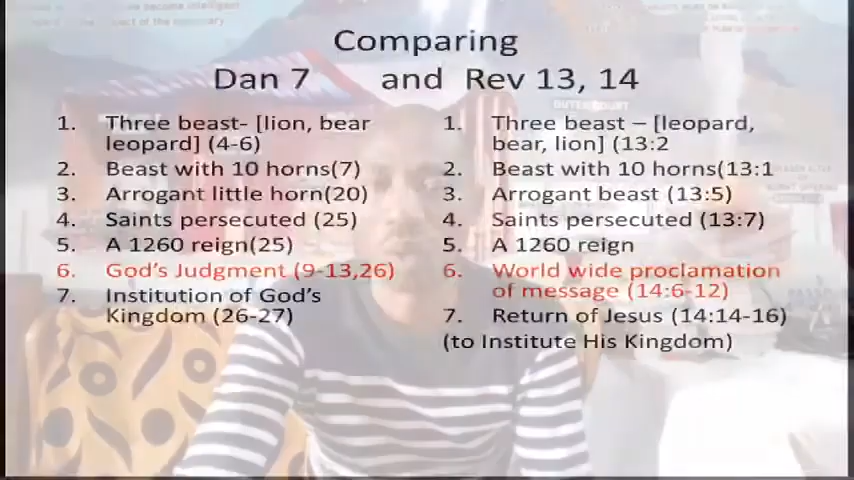 Comparing
Dan 7 and Rev 13, 14
1. Three beast- [lion, bear
leopard] (4-6)
2. Beast with 10 horns(7)
3. Arrogant little horn(20)
4. Saints persecuted (25)
5. A 1260 reign(25)
6. God's Judgment (9-13,26)
7. Institution of God's
Kingdom (26-27)
1. Three beast – [leopard,
bear, lion] (13:2
2. Beast with 10 horns(13:1
3. Arrogant beast (13:5)
4. Saints persecuted (13:7)
5. A 1260 reign
6. World wide proclamation
of message (14:6-12)
7. Return of Jesus (14:14-16)
(to Institute His Kingdom)